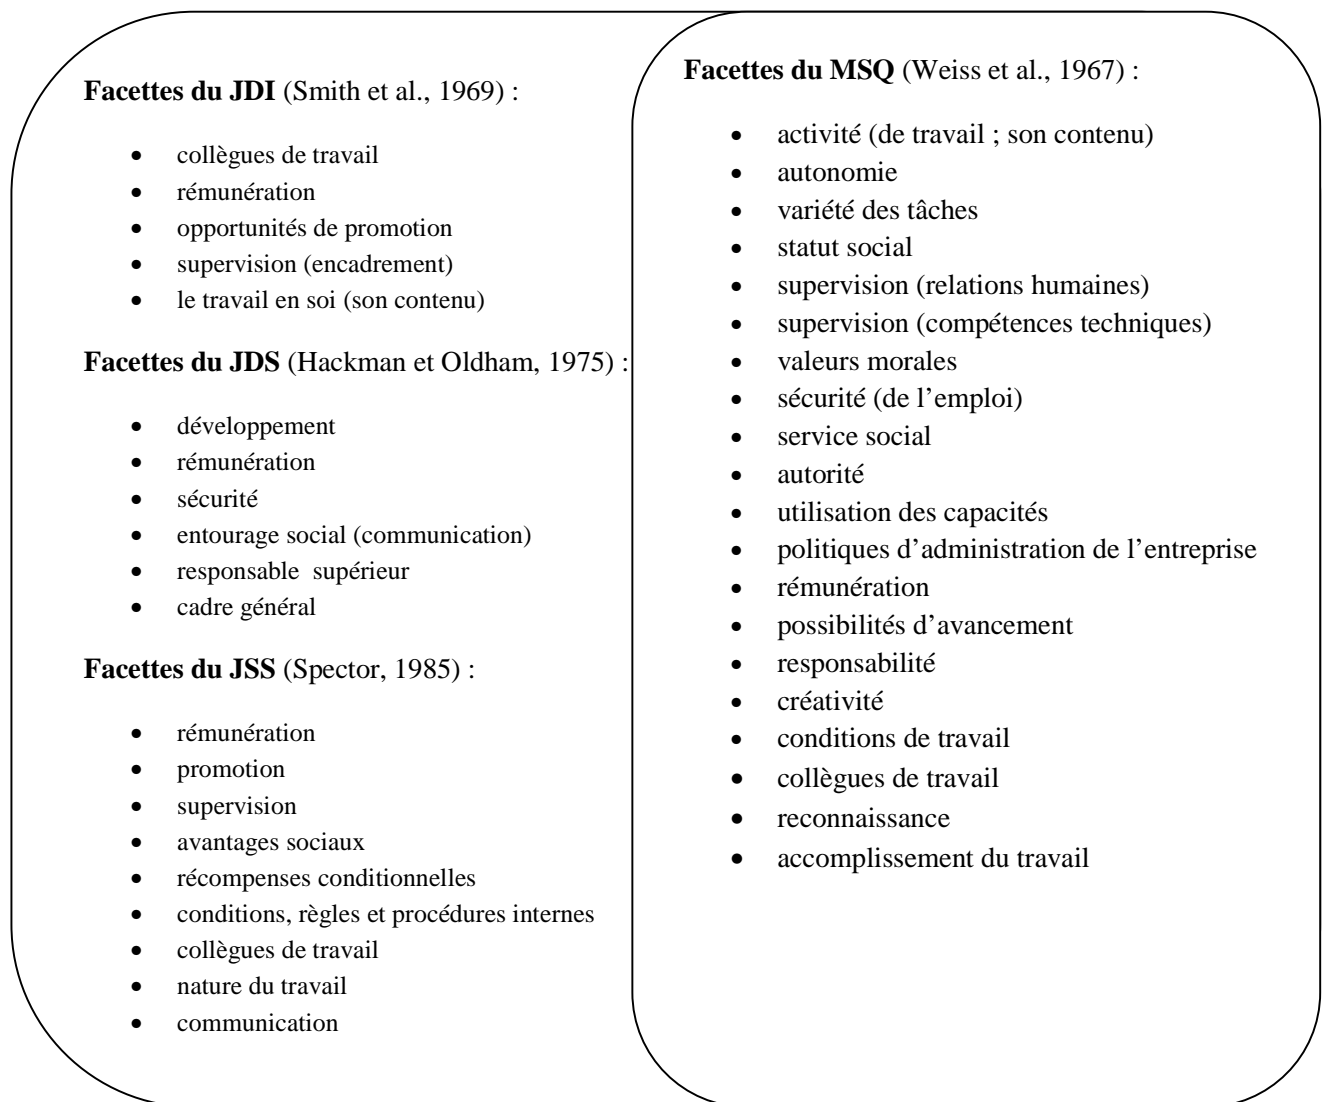 Facettes du JDI (Smith et al., 1969) :
• collègues de travail
• rémunération
• opportunités de promotion
• supervision (encadrement)
• le travail en soi (son contenu)
Facettes du JDS (Hackman et Oldham, 1975) :
• développement
• rémunération
• sécurité
• entourage social (communication)
• responsable supérieur
• cadre général
Facettes du JSS (Spector, 1985) :
• rémunération
• promotion
• supervision
• avantages sociaux
• récompenses conditionnelles
• conditions, règles et procédures internes
• collègues de travail
• nature du travail
• communication
Facettes du MSQ (Weiss et al., 1967) :
• activité (de travail ; son contenu)
• autonomie
• variété des tâches
• statut social
• supervision (relations humaines)
• supervision (compétences techniques)
• valeurs morales
• sécurité (de l’emploi)
• service social
• autorité
• utilisation des capacités
• politiques d’administration de l’entreprise
• rémunération
• possibilités d’avancement
• responsabilité
• créativité
• conditions de travail
• collègues de travail
• reconnaissance
• accomplissement du travail